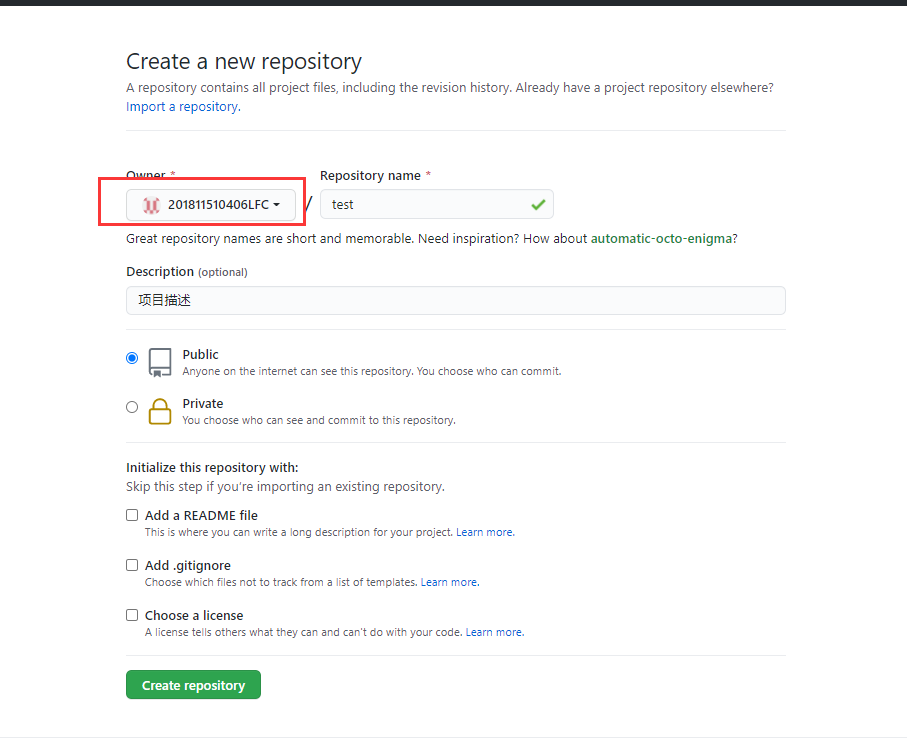 Create a new repository
A repository contains all project files, including the revision history. Already have a project repository elsewhere?
Import a repository.
Owner * Repository name *
201811510406LFC / test
Great repository names are short and memorable. Need inspiration? How about automatic-octo-enigma?
Description (optional)
项目描述
Public
Anyone on the internet can see this repository. You choose who can commit.
Private
You choose who can see and commit to this repository.
Initialize this repository with:
Skip this step if you're importing an existing repository.
Add a README file
This is where you can write a long description for your project. Learn more.
Add .gitignore
Choose which files not to track from a list of templates. Learn more.
Choose a license
A license tells others what they can and can't do with your code. Learn more.
Create repository